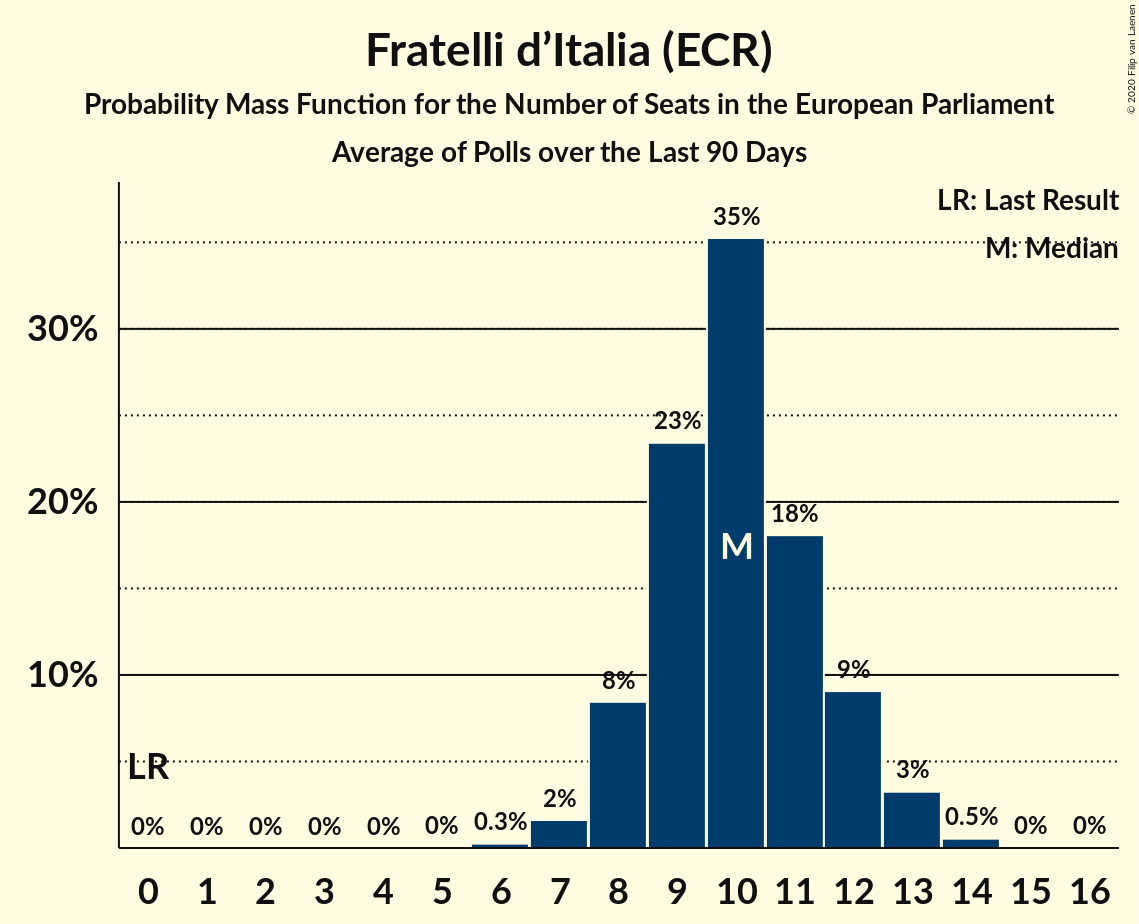 Fratelli d’Italia (ECR)
Probability Mass Function for the Number of Seats in the European Parliament
Average of Polls over the Last 90 Days
© 2020 Filip van Laenen
LR: Last Result
M: Median
35%
30%
23%
20%
18%
M
10%
8%
9%
LR
3%
0% 0% 0% 0% 0% 0% 0.3% 2% 0.5% 0% 0%
0 1 2 3 4 5 6 7 8 9 10 11 12 13 14 15 16